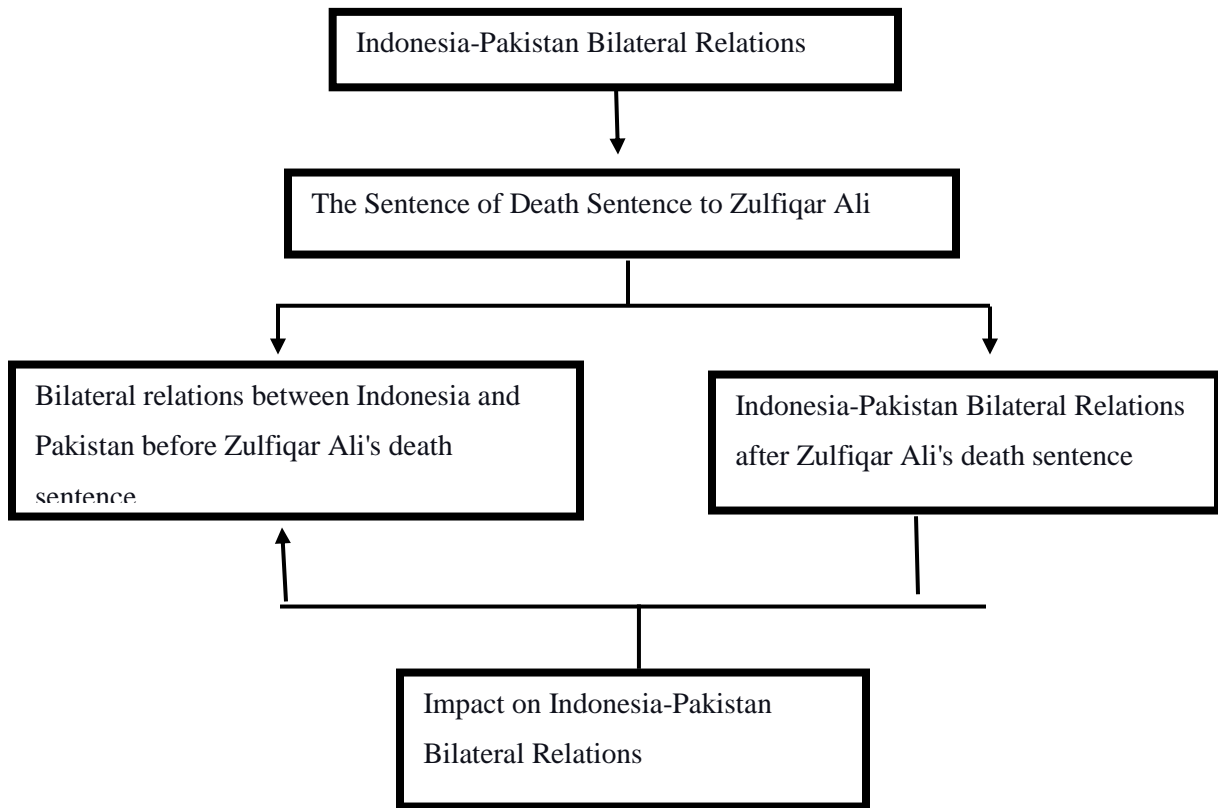 Indonesia-Pakistan Bilateral Relations
The Sentence of Death Sentence to Zulfiqar Ali
Bilateral relations between Indonesia and
Pakistan before Zulfiqar Ali's death
sentence
Indonesia-Pakistan Bilateral Relations
after Zulfiqar Ali's death sentence
Impact on Indonesia-Pakistan
Bilateral Relations